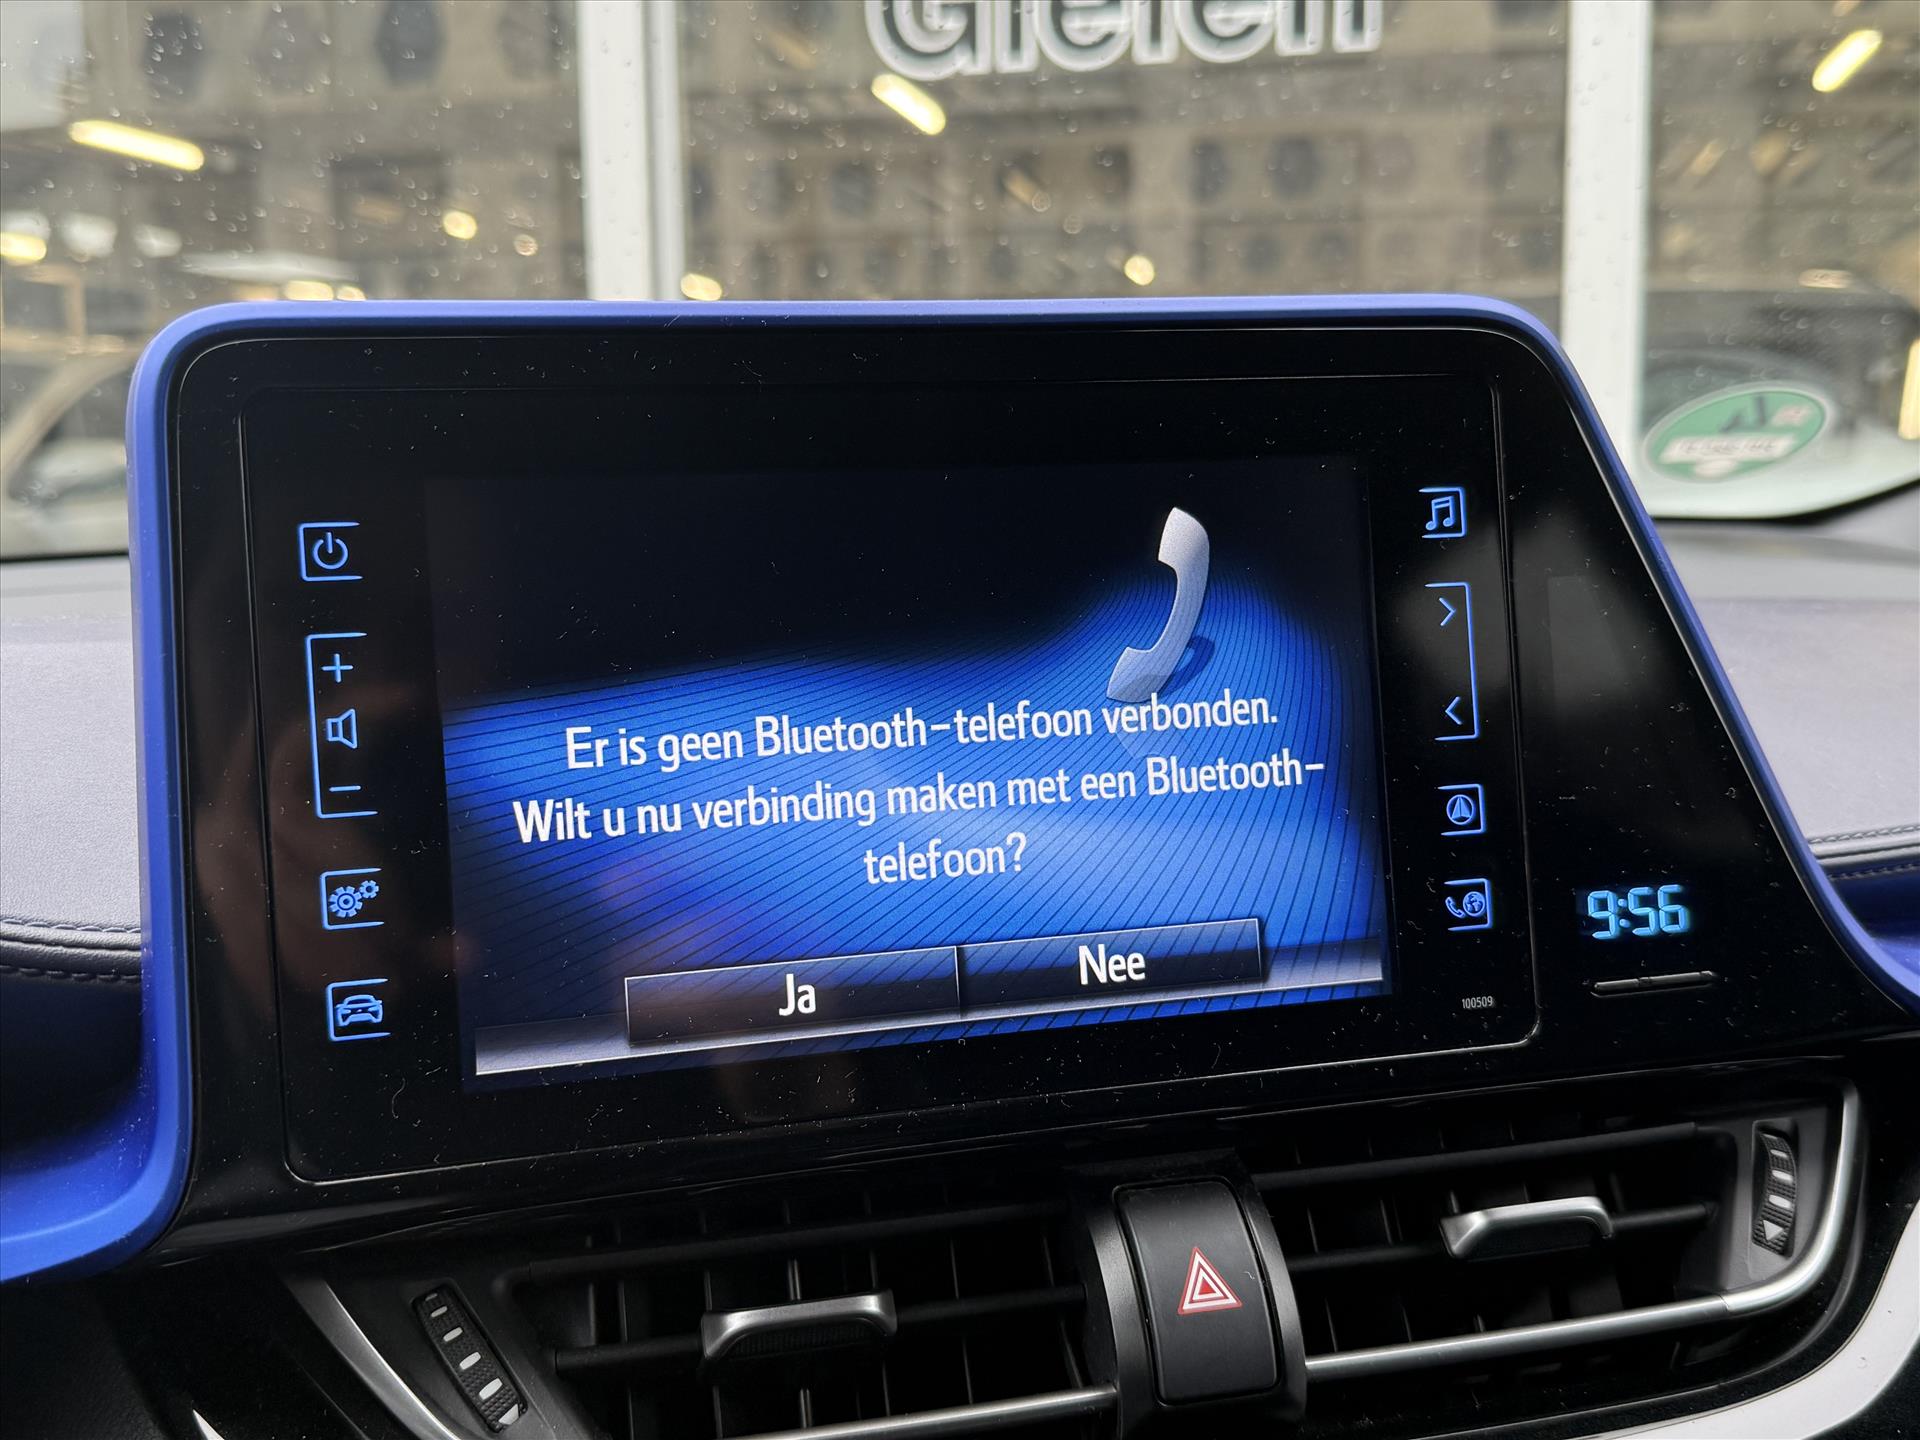 Gielen
Er is geen Bluetooth-telefoon verbonden.
Wilt u nu verbinding maken met een Bluetooth-
telefoon?
Ja
Nee
9:56
100509